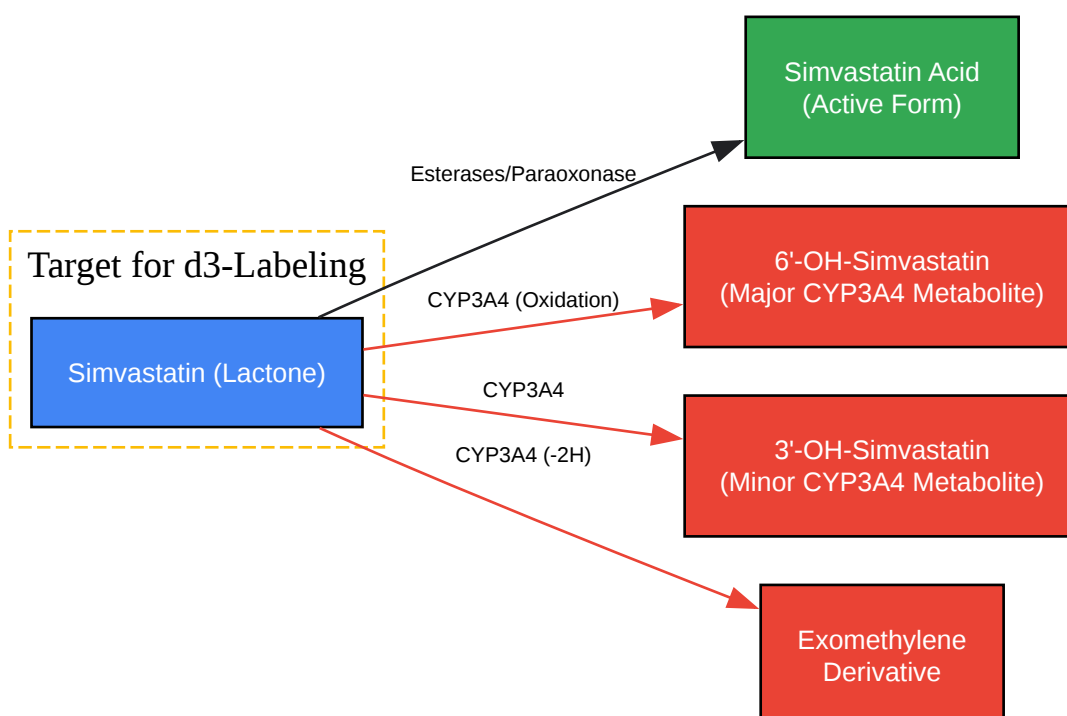 Simvastatin Acid
(Active Form)
Esterases/Paraoxonase
Target for d3-Labeling
6'-OH-Simvastatin
(Major CYP3A4 Metabolite)
CYP3A4 (Oxidation)
Simvastatin (Lactone)
CYP3A4
3'-OH-Simvastatin
(Minor CYP3A4 Metabolite)
CYP3A4 (-2H)
Exomethylene
Derivative